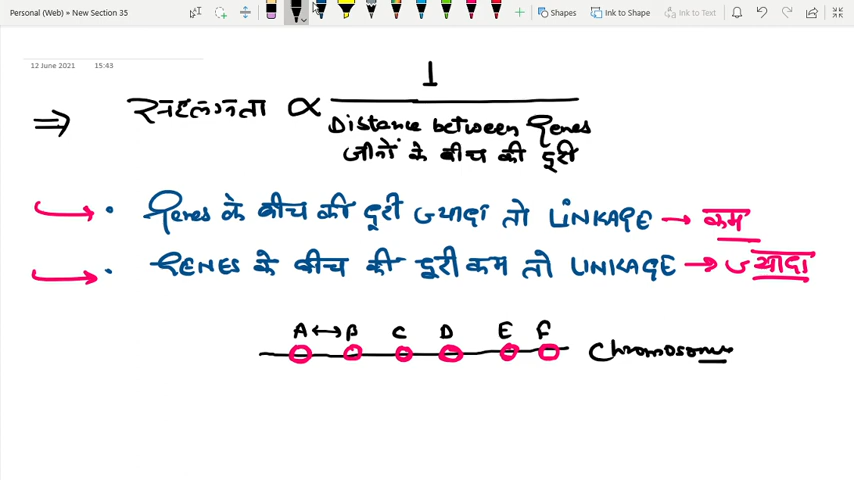 Personal (Web) » New Section 35
Shapes
Ink to Shape
Ink to Text
12 June 2021 15:43
1
⇒ सहलग्नता ∝
Distance between Genes
जीनों के बीच की दूरी
• Genes के बीच की दूरी ज्यादा तो LINKAGE → कम
• GENES के बीच की दूरी कम तो LINKAGE → ज्यादा
A ↔ B C D E F
Chromosome